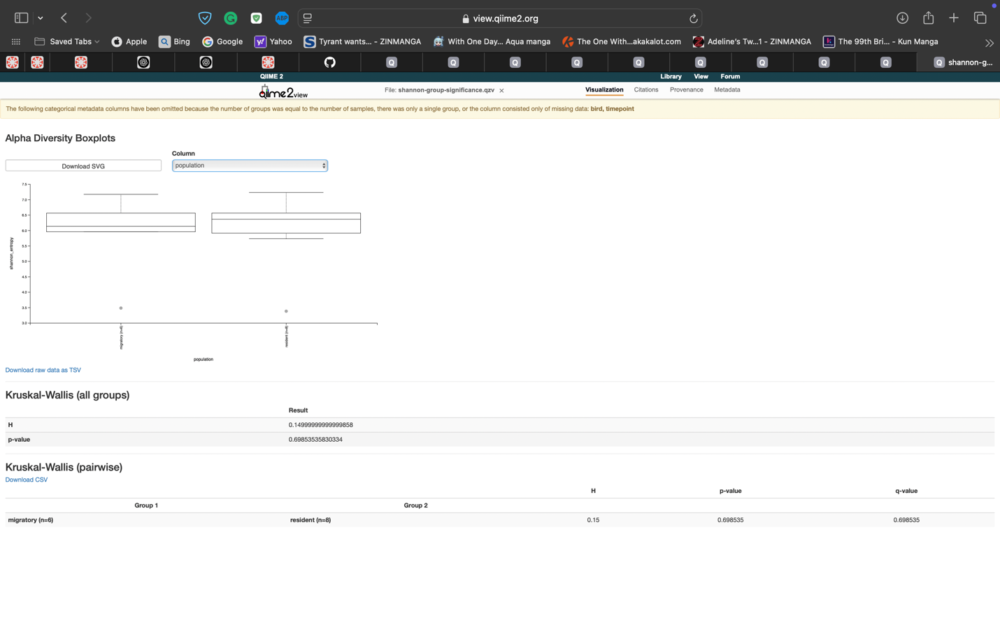 ABP
view.qiime2.org
Saved Tabs
Apple
Bing
Google
Yahoo
Tyrant wants... - ZINMANGA
With One Day... Aqua manga
The One With...akakalot.com
Adeline's Tw...1 - ZINMANGA
The 99th Bri... - Kun Manga
Q Q Q Q Q Q Q Q Q Q shannon-g...
QIIME 2
Library View Forum
qiime2view
File: shannon-group-significance.qzv ×
Visualization Citations Provenance Metadata
The following categorical metadata columns have been omitted because the number of groups was equal to the number of samples, there was only a single group, or the column consisted only of missing data: bird, timepoint
Alpha Diversity Boxplots
Column
Download SVG
population
7.5
7.0
6.5
6.0
5.5
5.0
4.5
4.0
3.5
3.0
shannon_entropy
migratory (n=6)
resident (n=8)
population
Download raw data as TSV
Kruskal-Wallis (all groups)
Result
H 0.14999999999999858
p-value 0.69853535830334
Kruskal-Wallis (pairwise)
Download CSV
H p-value q-value
Group 1 Group 2
migratory (n=6) resident (n=8) 0.15 0.698535 0.698535